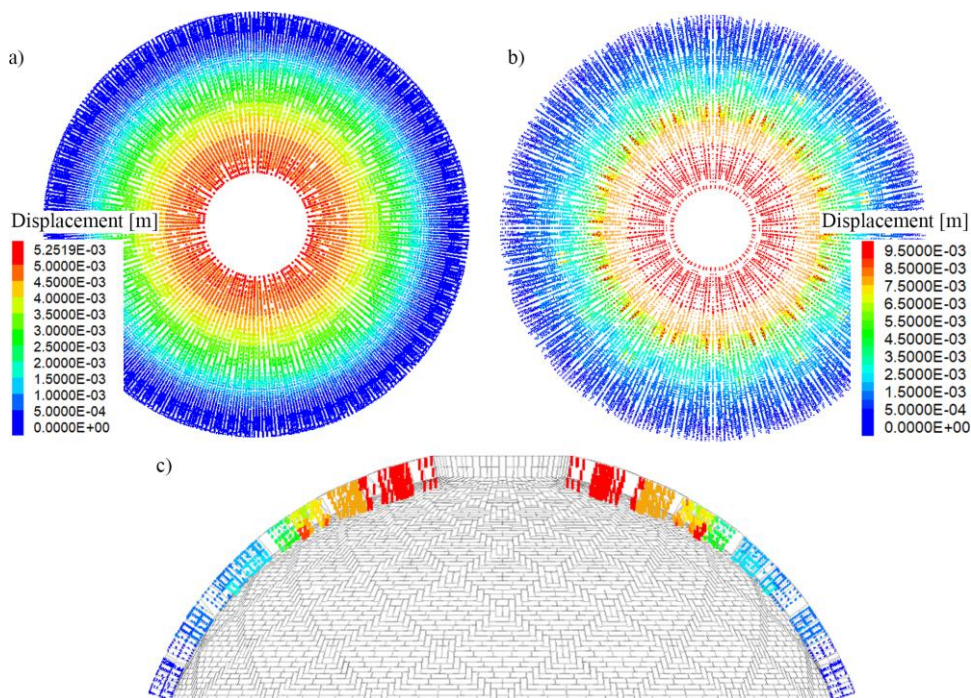 a)
b)
Displacement [m]
5.2519E-03
5.0000E-03
4.5000E-03
4.0000E-03
3.5000E-03
3.0000E-03
2.5000E-03
2.0000E-03
1.5000E-03
1.0000E-03
5.0000E-04
0.0000E+00
Displacement [m]
9.5000E-03
8.5000E-03
7.5000E-03
6.5000E-03
5.5000E-03
4.5000E-03
3.5000E-03
2.5000E-03
1.5000E-03
5.0000E-04
0.0000E+00
c)